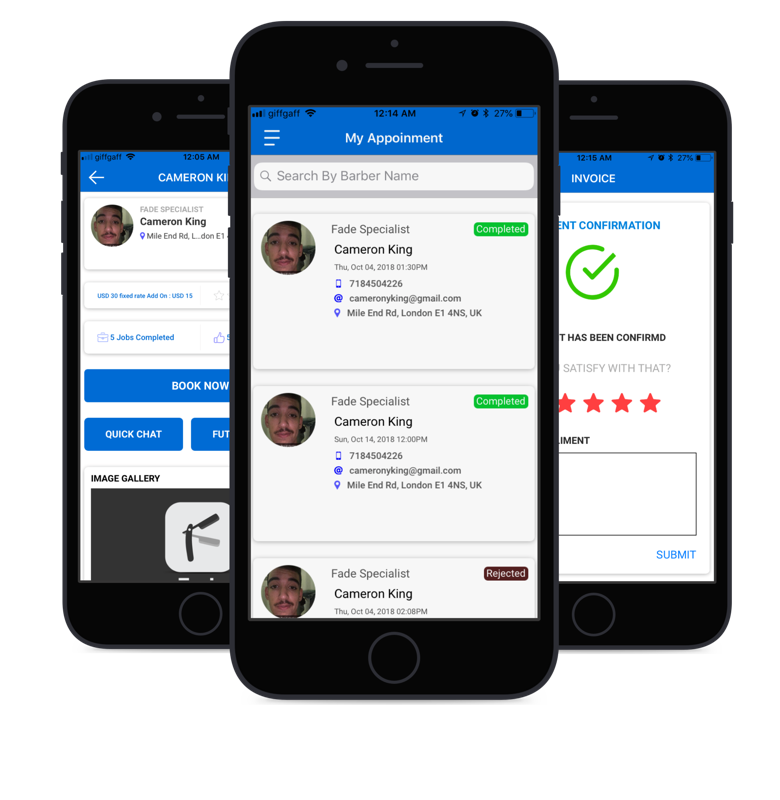 giffgaff 12:05 AM
CAMERON KI
FADE SPECIALIST
Cameron King
Mile End Rd, L...don E1
USD 30 fixed rate Add On : USD 15
5 Jobs Completed
BOOK NOW
QUICK CHAT
FUT
IMAGE GALLERY
giffgaff 12:14 AM 27%
My Appoinment
Search By Barber Name
Fade Specialist Completed
Cameron King
Thu, Oct 04, 2018 01:30PM
7184504226
@ cameronyking@gmail.com
Mile End Rd, London E1 4NS, UK
Fade Specialist Completed
Cameron King
Sun, Oct 14, 2018 12:00PM
7184504226
@ cameronyking@gmail.com
Mile End Rd, London E1 4NS, UK
Fade Specialist Rejected
Cameron King
Thu, Oct 04, 2018 02:08PM
12:15 AM 27%
INVOICE
ENT CONFIRMATION
T HAS BEEN CONFIRMD
SATISFY WITH THAT?
LIMENT
SUBMIT